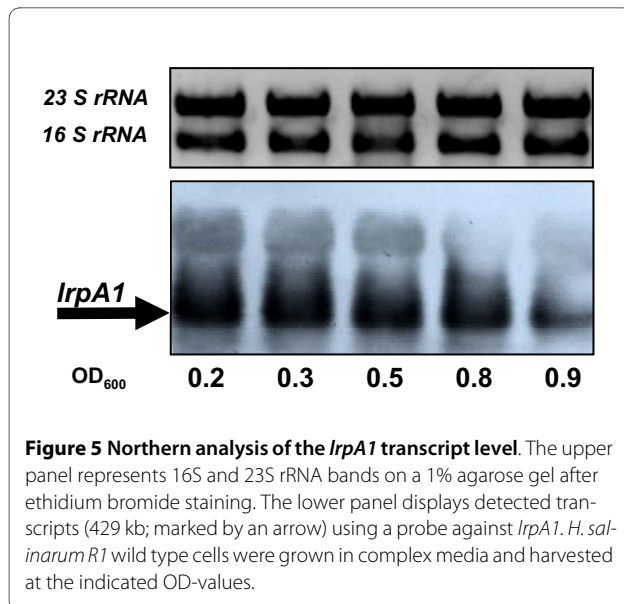 23 S rRNA
16 S rRNA
lrpA1
OD600 0.2 0.3 0.5 0.8 0.9
Figure 5 Northern analysis of the lrpA1 transcript level. The upper
panel represents 16S and 23S rRNA bands on a 1% agarose gel after
ethidium bromide staining. The lower panel displays detected tran-
scripts (429 kb; marked by an arrow) using a probe against lrpA1. H. sal-
inarum R1 wild type cells were grown in complex media and harvested
at the indicated OD-values.